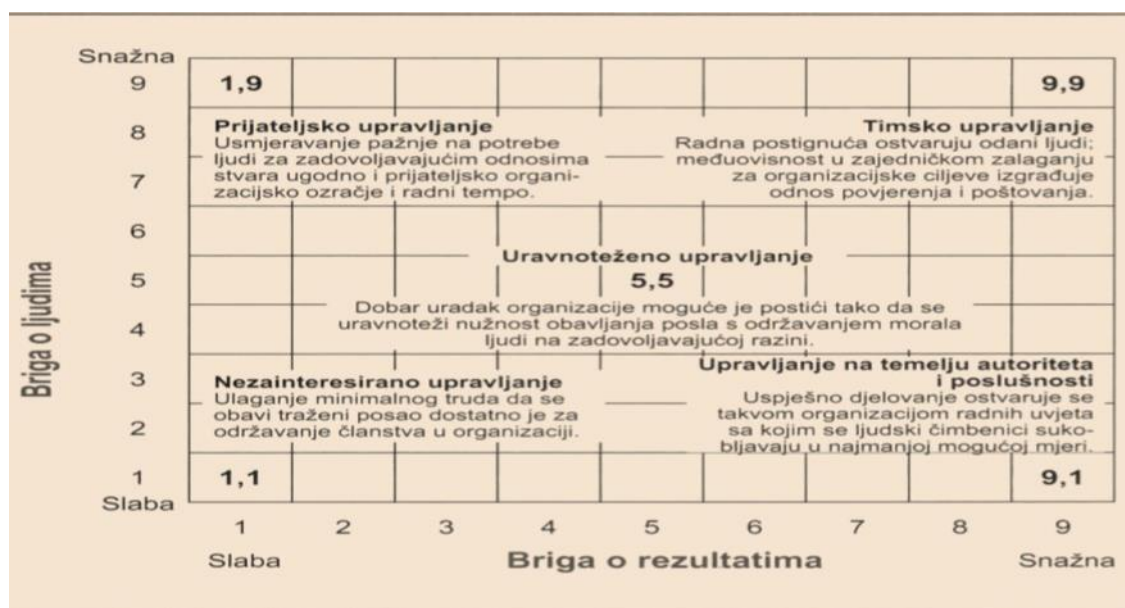 Snažna
9
1,9
9,9
8
Prijateljsko upravljanje
Usmjeravanje pažnje na potrebe
ljudi za zadovoljavajućim odnosima
stvara ugodno i prijateljsko organi-
zacijsko ozračje i radni tempo.
Timsko upravljanje
Radna postignuća ostvaruju odani ljudi;
međuovisnost u zajedničkom zalaganju
za organizacijske ciljeve izgrađuje
odnos povjerenja i poštovanja.
7
6
Uravnoteženo upravljanje
5
5,5
Dobar uradak organizacije moguće je postići tako da se
uravnoteži nužnost obavljanja posla s održavanjem morala
ljudi na zadovoljavajućoj razini.
4
Briga o ljudima
3
Nezainteresirano upravljanje
Ulaganje minimalnog truda da se
obavi traženi posao dostatno je za
održavanje članstva u organizaciji.
Upravljanje na temelju autoriteta
i poslušnosti
Uspješno djelovanje ostvaruje se
takvom organizacijom radnih uvjeta
sa kojim se ljudski čimbenici suko-
bljavaju u najmanjoj mogućoj mjeri.
2
1
Slaba
1,1
9,1
1 2 3 4 5 6 7 8 9
Slaba
Briga o rezultatima
Snažna